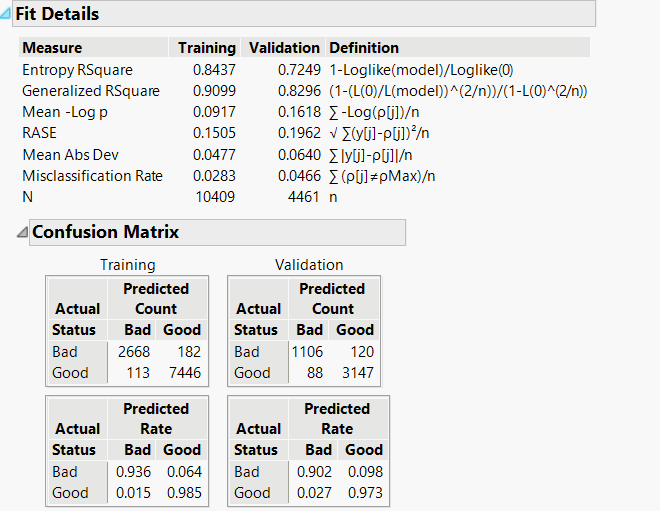 Fit Details
Measure Training Validation Definition
Entropy RSquare 0.8437 0.7249 1-Loglike(model)/Loglike(0)
Generalized RSquare 0.9099 0.8296 (1-(L(0)/L(model))^(2/n))/(1-L(0)^(2/n))
Mean -Log p 0.0917 0.1618 ∑ -Log(ρ[j])/n
RASE 0.1505 0.1962 √ ∑(y[j]-ρ[j])²/n
Mean Abs Dev 0.0477 0.0640 ∑ |y[j]-ρ[j]|/n
Misclassification Rate 0.0283 0.0466 ∑ (ρ[j]≠ρMax)/n
N 10409 4461 n
Confusion Matrix
Training Validation
Predicted Predicted
Actual Count Actual Count
Status Bad Good Status Bad Good
Bad 2668 182 Bad 1106 120
Good 113 7446 Good 88 3147
Predicted Predicted
Actual Rate Actual Rate
Status Bad Good Status Bad Good
Bad 0.936 0.064 Bad 0.902 0.098
Good 0.015 0.985 Good 0.027 0.973